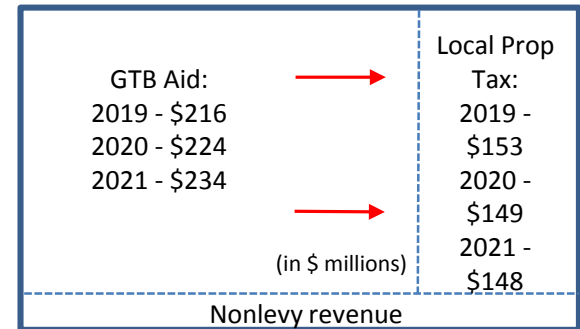 GTB Aid:
2019 - $216
2020 - $224
2021 - $234
(in $ millions)
Local Prop
Tax:
2019 -
$153
2020 -
$149
2021 -
$148
Nonlevy revenue